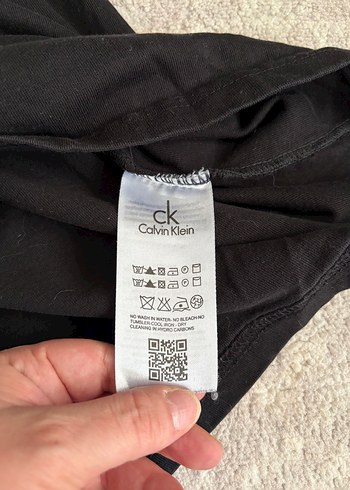 ck
Calvin Klein
NO WASH IN WATER- NO BLEACH-NO
TUMBLER-COOL IRON - DRY
CLEANING IN HYDRO CARBONS